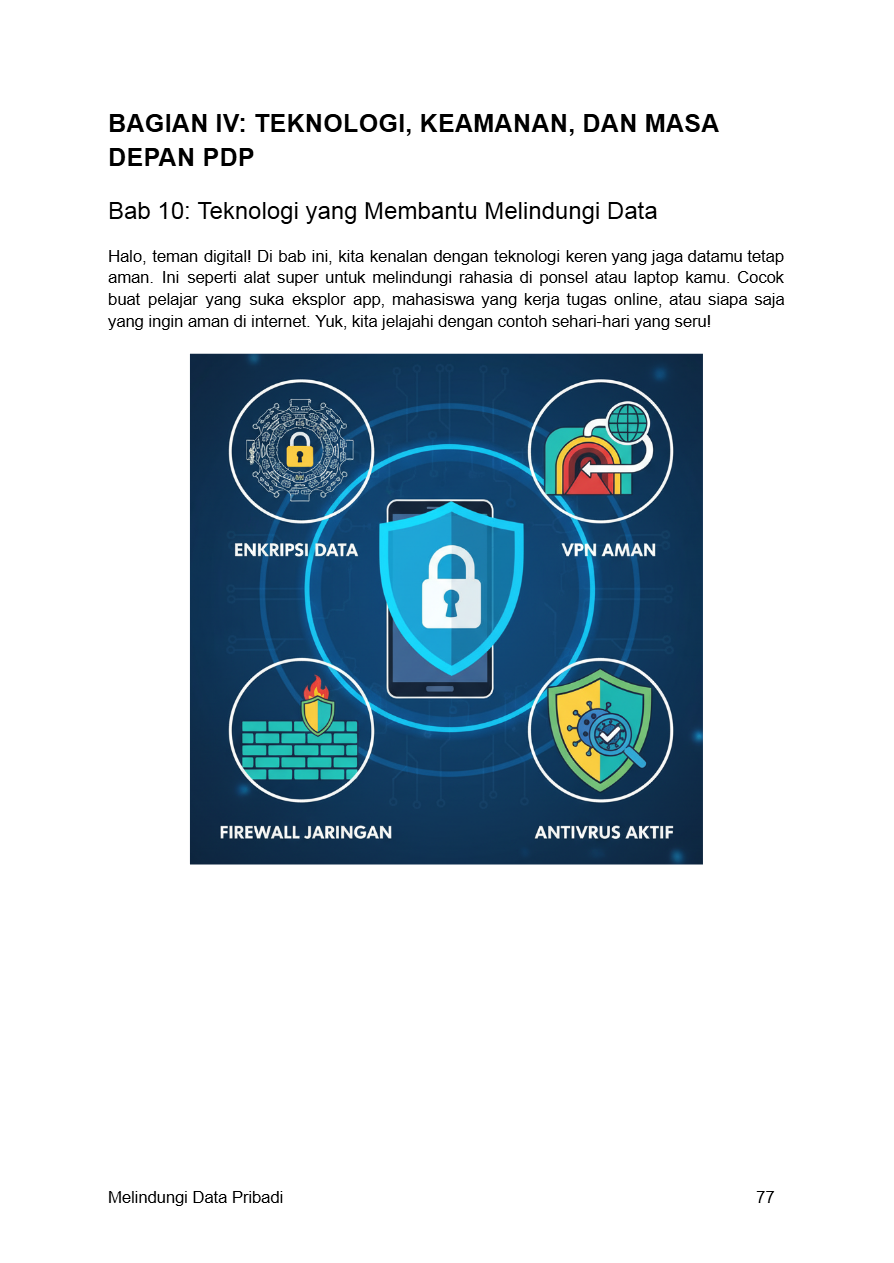 BAGIAN IV: TEKNOLOGI, KEAMANAN, DAN MASA
DEPAN PDP
Bab 10: Teknologi yang Membantu Melindungi Data
Halo, teman digital! Di bab ini, kita kenalan dengan teknologi keren yang jaga datamu tetap
aman. Ini seperti alat super untuk melindungi rahasia di ponsel atau laptop kamu. Cocok
buat pelajar yang suka eksplor app, mahasiswa yang kerja tugas online, atau siapa saja
yang ingin aman di internet. Yuk, kita jelajahi dengan contoh sehari-hari yang seru!
ENKRIPSI DATA
VPN AMAN
FIREWALL JARINGAN
ANTIVRUS AKTIF
Melindungi Data Pribadi 77